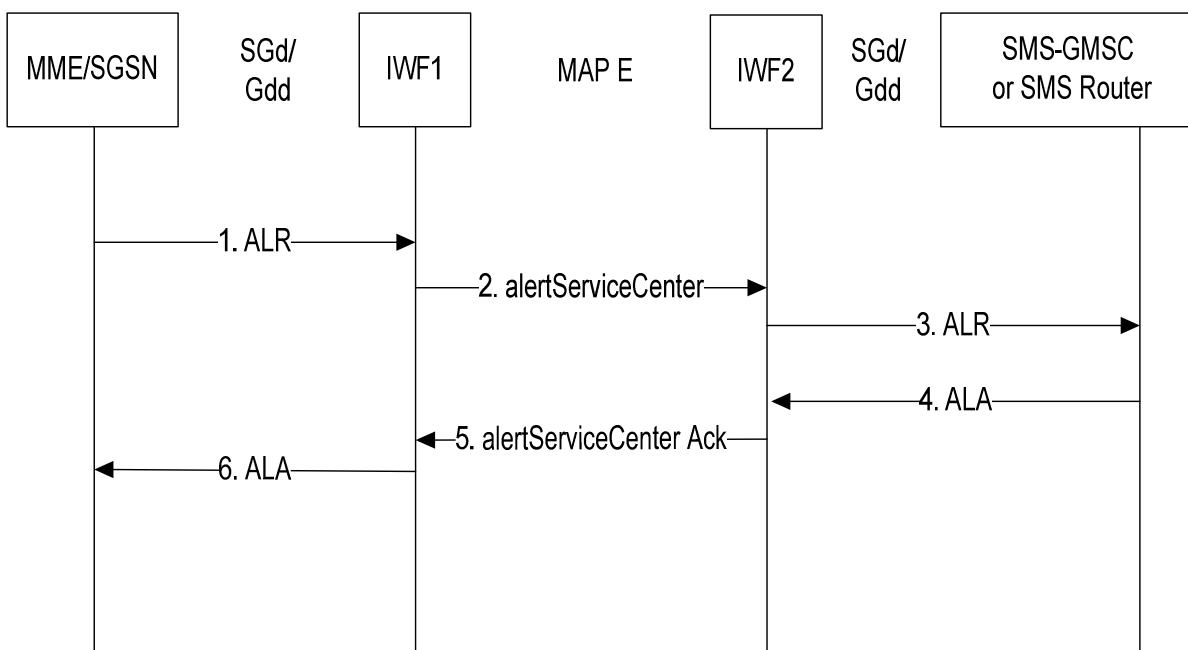 MME/SGSN
SGd/
Gdd
IWF1
MAP E
IWF2
SGd/
Gdd
SMS-GMSC
or SMS Router
1. ALR
2. alertServiceCenter
3. ALR
4. ALA
5. alertServiceCenter Ack
6. ALA